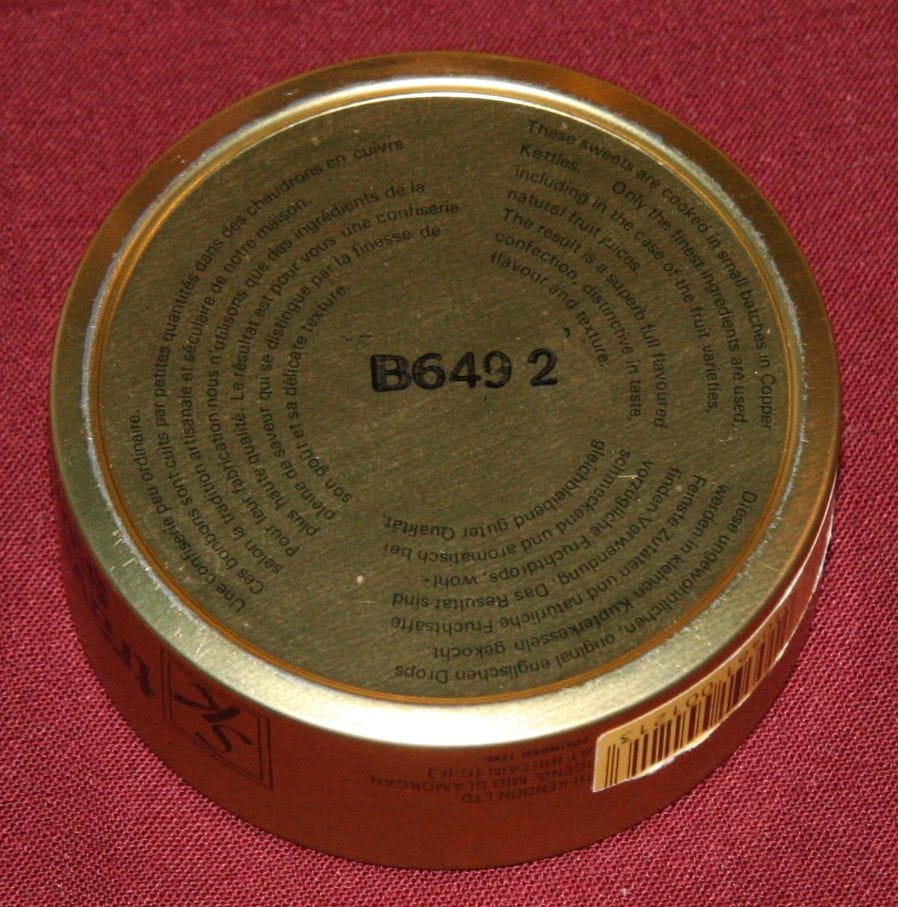 These sweets are cooked in small batches in Copper
Kettles. Only the finest ingredients are used,
including in the case of the fruit varieties,
natural fruit juices.
The result is a superb full flavoured
confection, distinctive in taste,
flavour and texture.
Une confiserie peu ordinaire.
Ces bonbons sont cuits par petites quantités dans des chaudrons en cuivre
selon la tradition artisanale et séculaire de notre maison.
Pour leur fabrication nous n'utilisons que des ingrédients de la
plus haute qualité. Le résultat est pour vous une confiserie
pleine de saveur qui se distingue par la finesse de
son goût et sa délicate texture.
B649 2
Diese ungewöhnlichen, original englischen Drops
werden in kleinen Kupferkesseln gekocht.
Feinste Zutaten und natürliche Fruchtsäfte
finden Verwendung. Das Resultat sind
vorzügliche Fruchtdrops, wohl-
schmeckend und aromatisch bei
gleichbleibend guter Qualität.
SK
KENDON LTD.
MID GLAMORGAN
BRITAIN (G.B.)
FOUNDED
001213